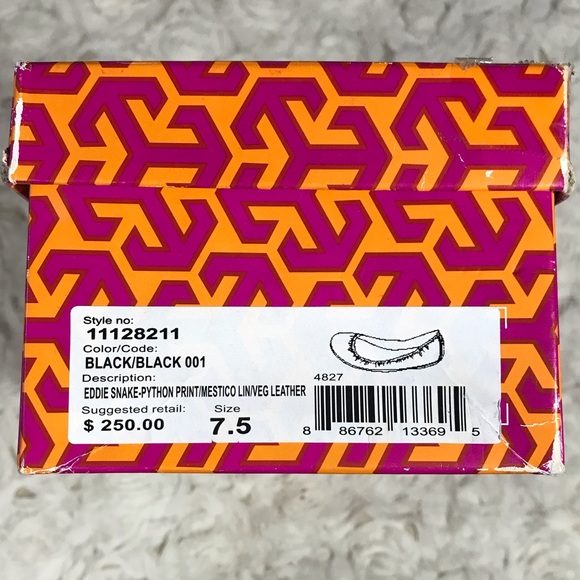 Style no:
11128211
Color/Code:
BLACK/BLACK 001
Description:
EDDIE SNAKE-PYTHON PRINT/MESTICO LIN/VEG LEATHER
Suggested retail: Size
$ 250.00 7.5
4827
8 86762 13369 5